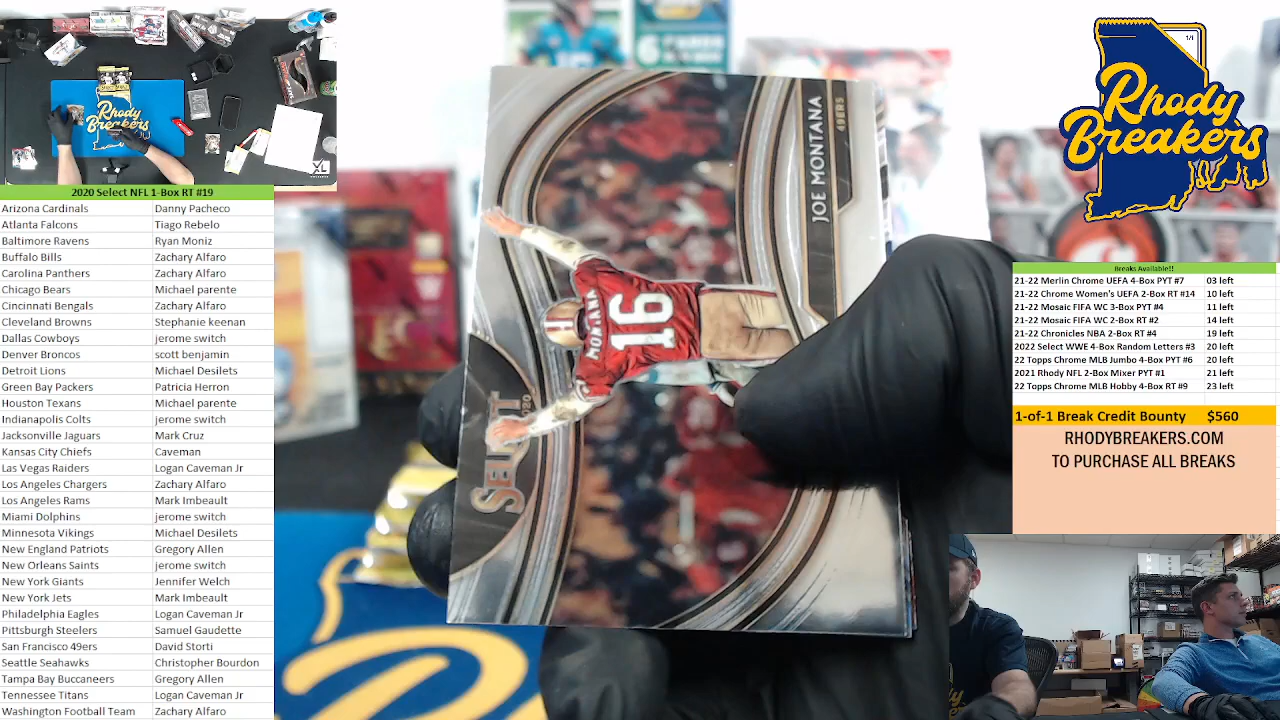 2020 Select NFL 1-Box RT #19
Arizona Cardinals Danny Pacheco
Atlanta Falcons Tiago Rebelo
Baltimore Ravens Ryan Moniz
Buffalo Bills Zachary Alfaro
Carolina Panthers Zachary Alfaro
Chicago Bears Michael parente
Cincinnati Bengals Zachary Alfaro
Cleveland Browns Stephanie keenan
Dallas Cowboys jerome switch
Denver Broncos scott benjamin
Detroit Lions Michael Desilets
Green Bay Packers Patricia Herron
Houston Texans Michael parente
Indianapolis Colts jerome switch
Jacksonville Jaguars Mark Cruz
Kansas City Chiefs Caveman
Las Vegas Raiders Logan Caveman Jr
Los Angeles Chargers Zachary Alfaro
Los Angeles Rams Mark Imbeault
Miami Dolphins jerome switch
Minnesota Vikings Michael Desilets
New England Patriots Gregory Allen
New Orleans Saints jerome switch
New York Giants Jennifer Welch
New York Jets Mark Imbeault
Philadelphia Eagles Logan Caveman Jr
Pittsburgh Steelers Samuel Gaudette
San Francisco 49ers David Storti
Seattle Seahawks Christopher Bourdon
Tampa Bay Buccaneers Gregory Allen
Tennessee Titans Logan Caveman Jr
Washington Football Team Zachary Alfaro
Rhody
Breakers
XL
JOE MONTANA
49ERS
MONTANA
16
SELECT
2020
6
1/1
Rhody
Breakers
Breaks Available!!
21-22 Merlin Chrome UEFA 4-Box PYT #7 03 left
21-22 Chrome Women's UEFA 2-Box RT #14 10 left
21-22 Mosaic FIFA WC 3-Box PYT #4 11 left
21-22 Mosaic FIFA WC 2-Box RT #2 14 left
21-22 Chronicles NBA 2-Box RT #4 19 left
2022 Select WWE 4-Box Random Letters #3 20 left
22 Topps Chrome MLB Jumbo 4-Box PYT #6 20 left
2021 Rhody NFL 2-Box Mixer PYT #1 21 left
22 Topps Chrome MLB Hobby 4-Box RT #9 23 left
1-of-1 Break Credit Bounty $560
RHODYBREAKERS.COM
TO PURCHASE ALL BREAKS